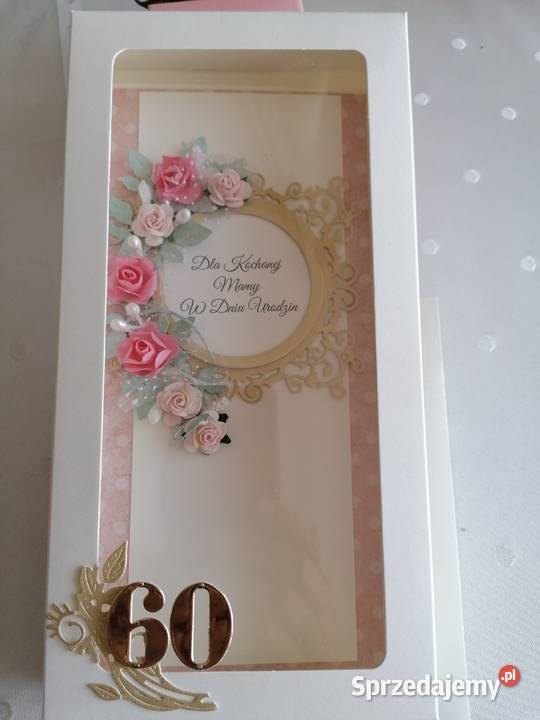 Dla Kochanej
Mamy
W Dniu Urodzin
60
Sprzedajemy.pl